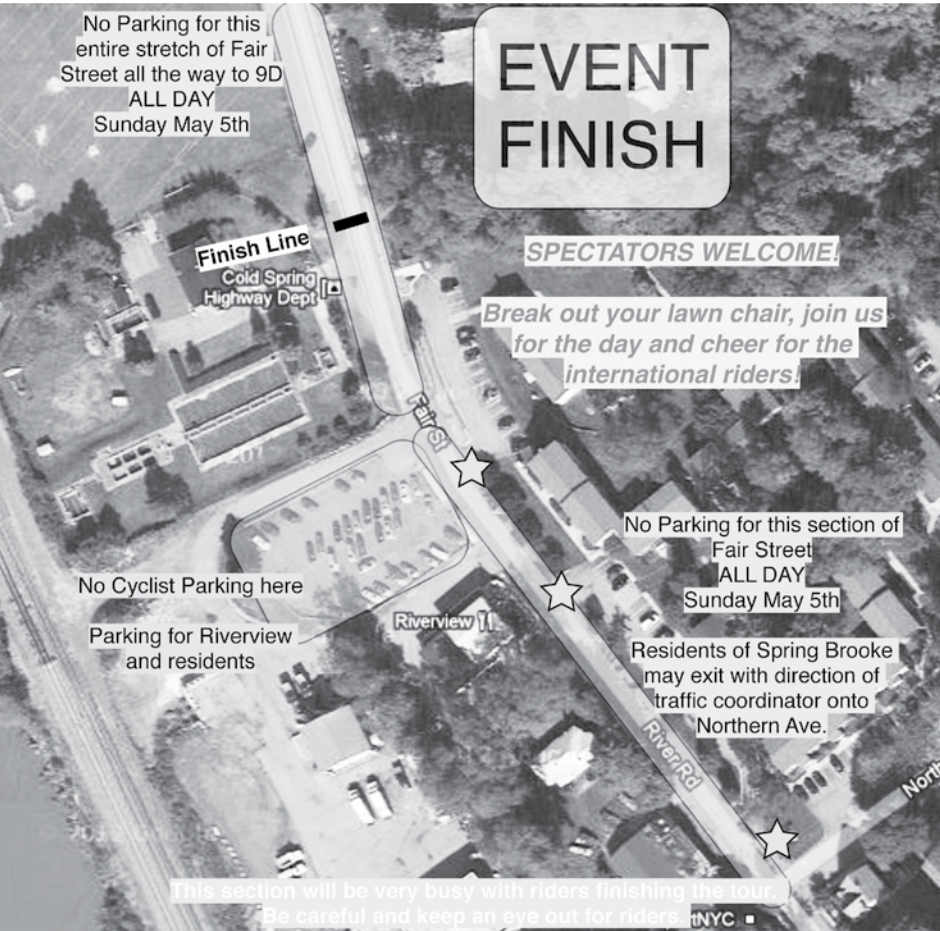 No Parking for this
entire stretch of Fair
Street all the way to 9D
ALL DAY
Sunday May 5th
EVENT
FINISH
Finish Line
Cold Spring
Highway Dept
SPECTATORS WELCOME!
Break out your lawn chair, join us
for the day and cheer for the
international riders!
Fair St
No Parking for this section of
Fair Street
ALL DAY
Sunday May 5th
No Cyclist Parking here
Parking for Riverview
and residents
Riverview
Residents of Spring Brooke
may exit with direction of
traffic coordinator onto
Northern Ave.
River Rd
North
This section will be very busy with riders finishing the tour.
Be careful and keep an eye out for riders.
tNYC